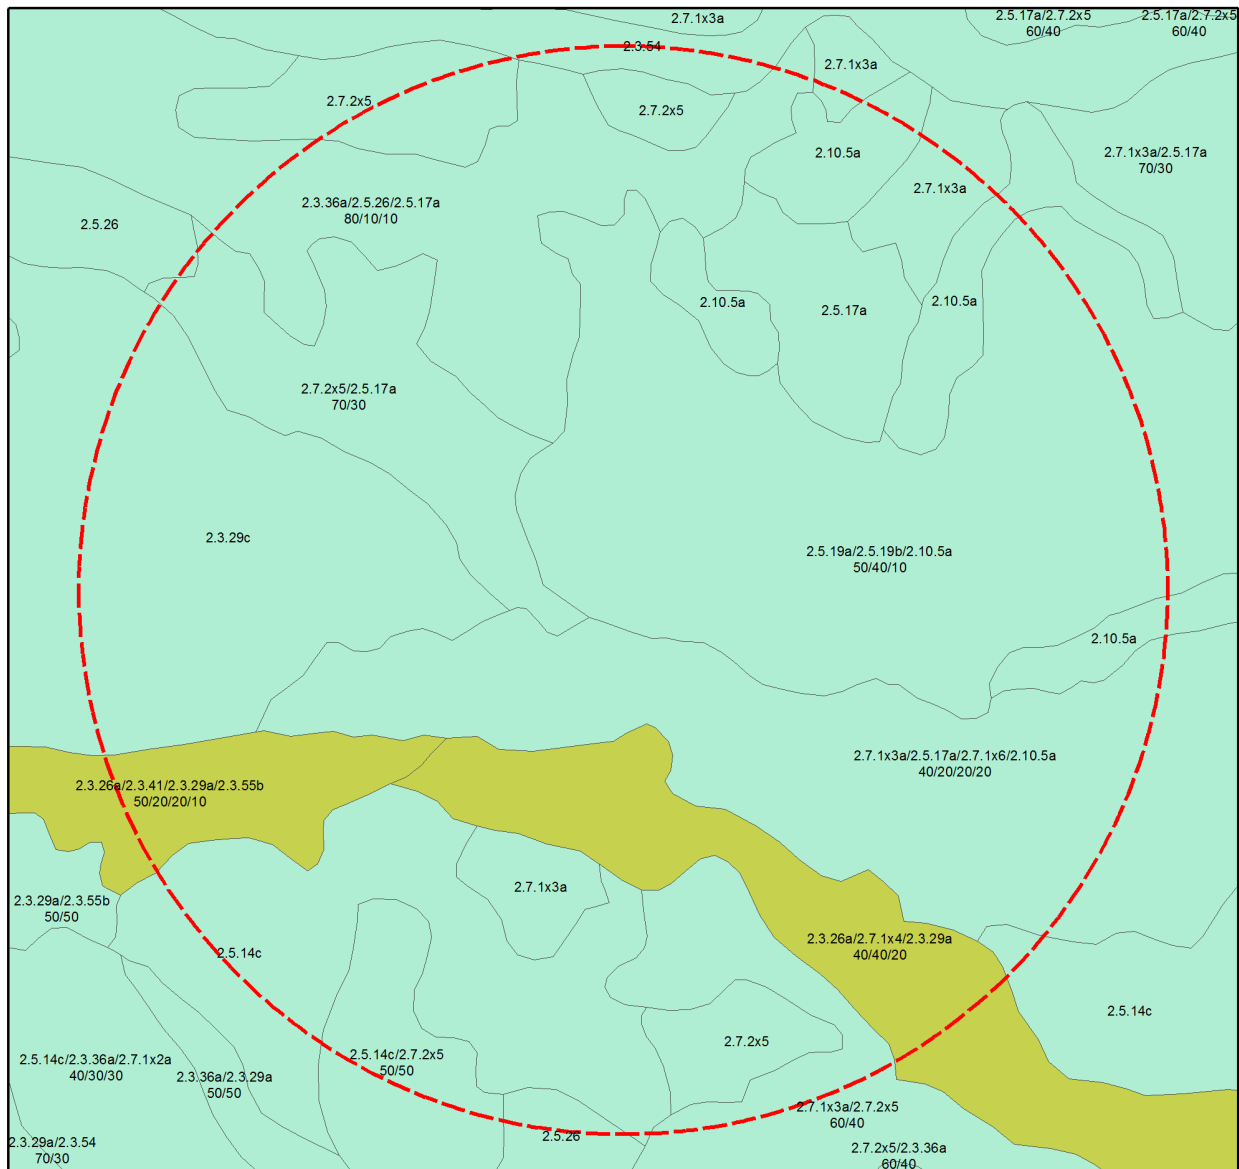 2.7.1x3a
2.5.17a/2.7.2x5
60/40
2.5.17a/2.7.2x5
60/40
2.3.54
2.7.1x3a
2.7.2x5
2.7.2x5
2.10.5a
2.7.1x3a/2.5.17a
70/30
2.7.1x3a
2.3.36a/2.5.26/2.5.17a
80/10/10
2.5.26
2.10.5a
2.5.17a
2.10.5a
2.7.2x5/2.5.17a
70/30
2.3.29c
2.5.19a/2.5.19b/2.10.5a
50/40/10
2.10.5a
2.7.1x3a/2.5.17a/2.7.1x6/2.10.5a
40/20/20/20
2.3.26a/2.3.41/2.3.29a/2.3.55b
50/20/20/10
2.7.1x3a
2.3.29a/2.3.55b
50/50
2.3.26a/2.7.1x4/2.3.29a
40/40/20
2.5.14c
2.5.14c
2.7.2x5
2.5.14c/2.3.36a/2.7.1x2a
40/30/30
2.5.14c/2.7.2x5
50/50
2.3.36a/2.3.29a
50/50
2.7.1x3a/2.7.2x5
60/40
2.5.26
2.3.29a/2.3.54
70/30
2.7.2x5/2.3.36a
60/40